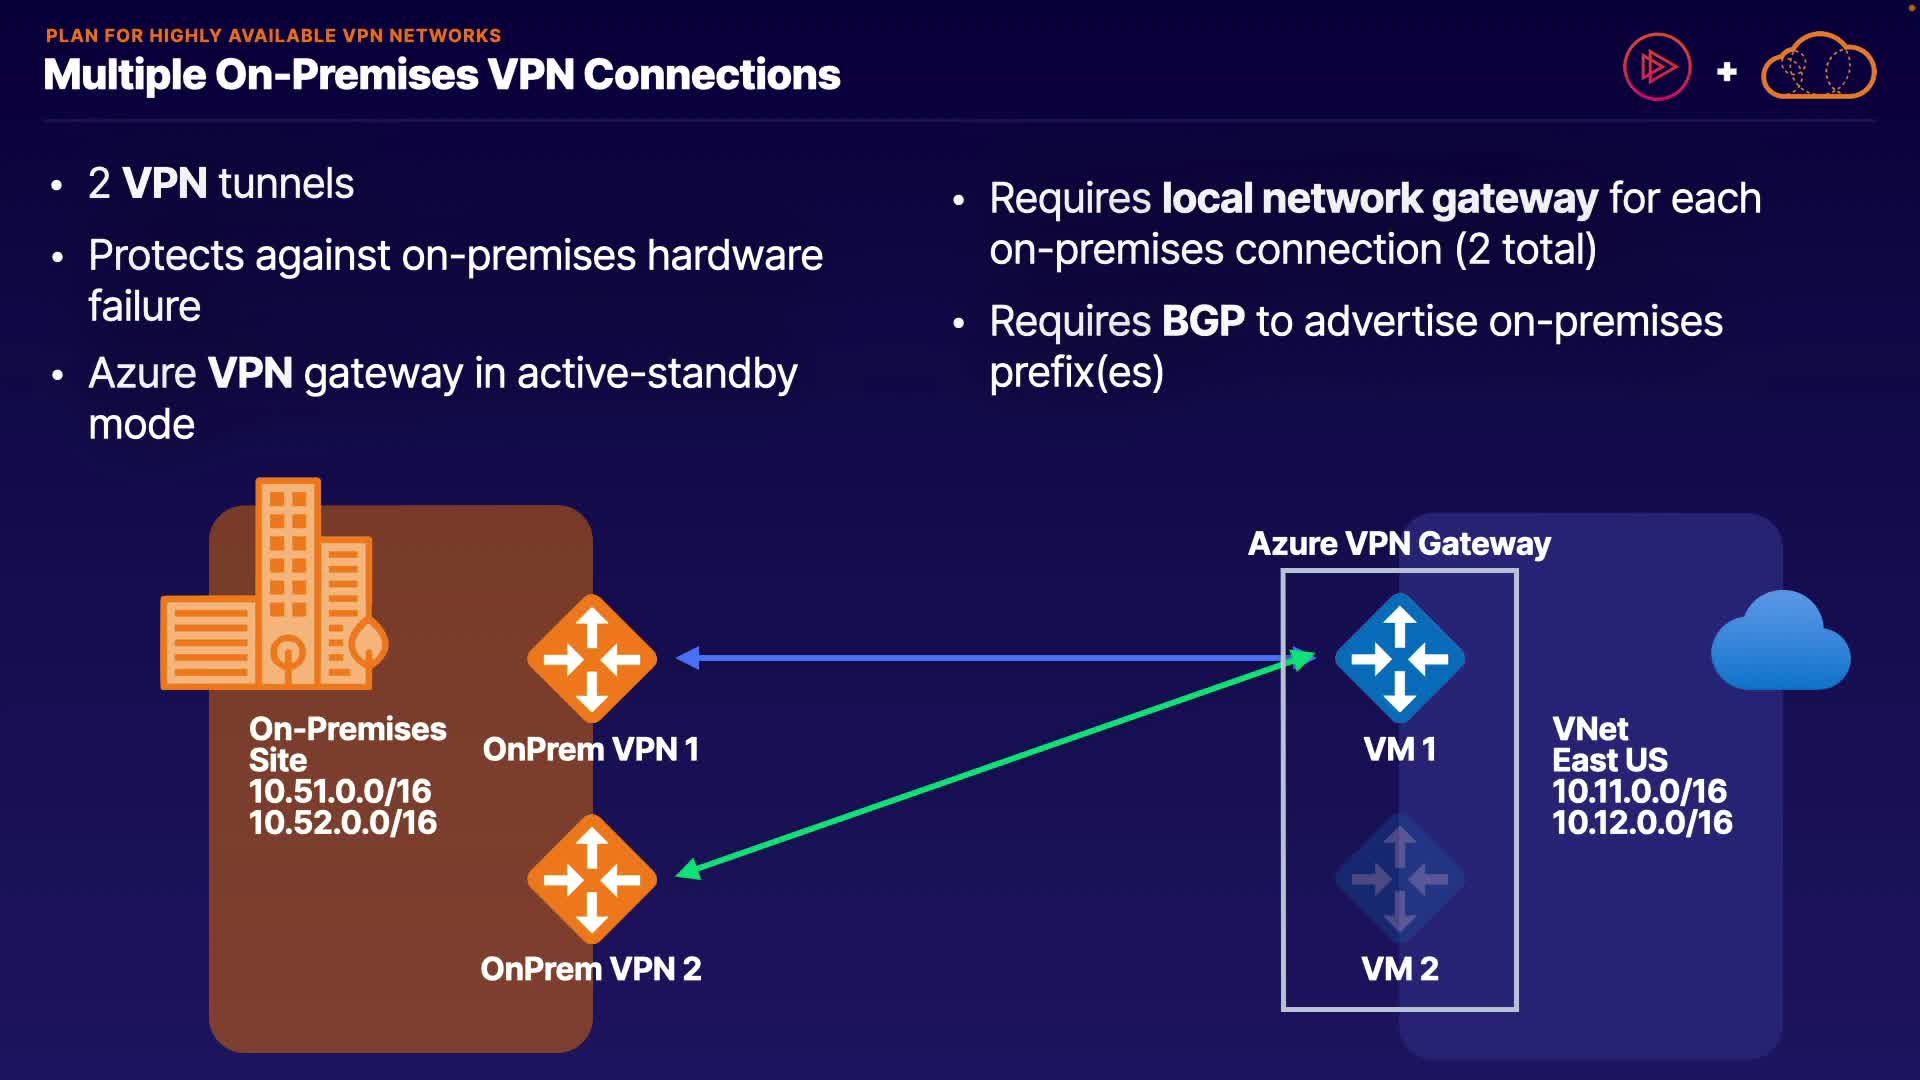 PLAN FOR HIGHLY AVAILABLE VPN NETWORKS
Multiple On-Premises VPN Connections
• 2 VPN tunnels
• Protects against on-premises hardware
failure
• Azure VPN gateway in active-standby
mode
• Requires local network gateway for each
on-premises connection (2 total)
• Requires BGP to advertise on-premises
prefix(es)
On-Premises
Site
10.51.0.0/16
10.52.0.0/16
OnPrem VPN 1
OnPrem VPN 2
Azure VPN Gateway
VM 1
VM 2
VNet
East US
10.11.0.0/16
10.12.0.0/16